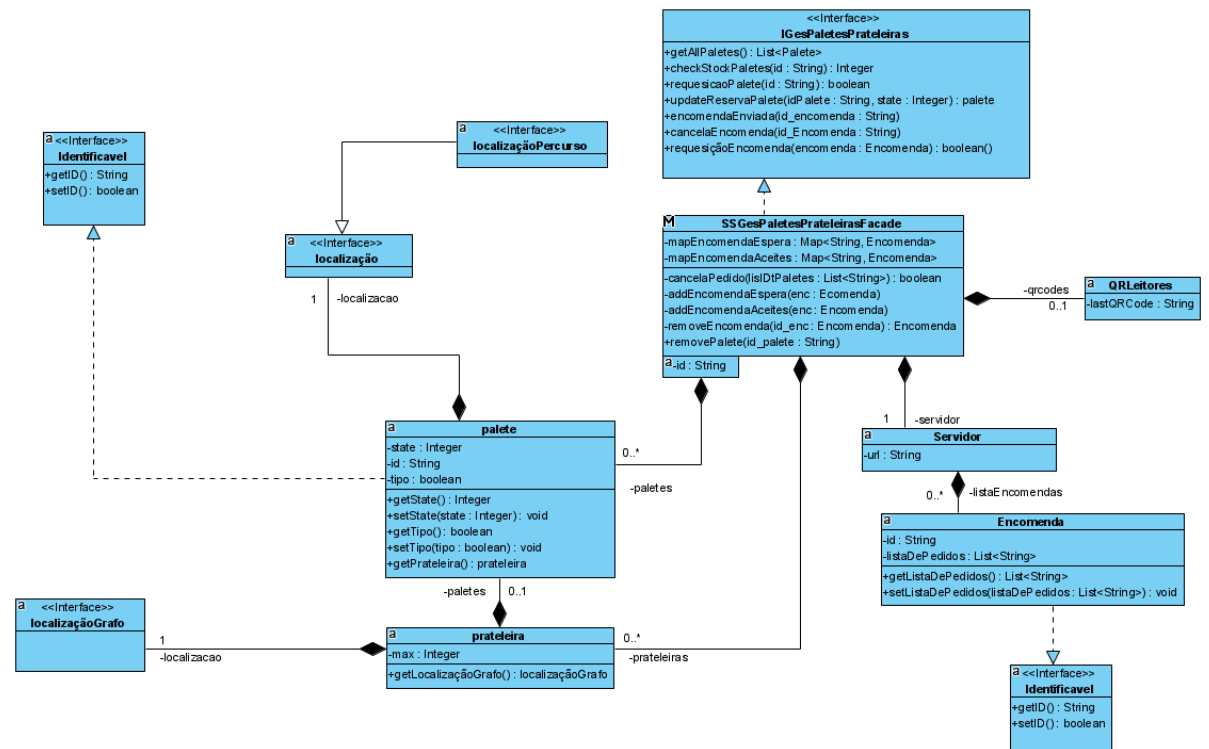 <<Interface>>
IGesPaletesPrateleiras
+getAllPaletes() : List<Palete>
+checkStockPaletes(id : String) : Integer
+requesicaoPalete(id : String) : boolean
+updateReservaPalete(idPalete : String, state : Integer) : palete
+encomendaEnviada(id_encomenda : String)
+cancelaEncomenda(id_Encomenda : String)
+requesiçãoEncomenda(encomenda : Encomenda) : boolean()
a
<<Interface>>
localizaçãoPercurso
a
<<Interface>>
Identificavel
+getID() : String
+setID() : boolean
M
SSGesPaletesPrateleirasFacade
-mapEncomendaEspera : Map<String, Encomenda>
-mapEncomendaAceites : Map<String, Encomenda>
-cancelaPedido(lisIDtPaletes : List<String>) : boolean
-addEncomendaEspera(enc : Ecomenda)
-addEncomendaAceites(enc : Encomenda)
-removeEncomenda(id_enc : Encomenda) : Encomenda
+removePalete(id_palete : String)
a
-id : String
a
<<Interface>>
localização
1
-localizacao
-qrcodes
0..1
a
QRLeitores
-lastQRCode : String
a
palete
-state : Integer
-id : String
-tipo : boolean
+getState() : Integer
+setState(state : Integer) : void
+getTipo() : boolean
+setTipo(tipo : boolean) : void
+getPrateleira() : prateleira
0..*
-paletes
1
-servidor
a
Servidor
-url : String
0..*
-listaEncomendas
a
Encomenda
-id : String
-listaDePedidos : List<String>
+getListaDePedidos() : List<String>
+setListaDePedidos(listaDePedidos : List<String>) : void
-paletes
0..1
a
<<Interface>>
localizaçãoGrafo
1
-localizacao
a
prateleira
-max : Integer
+getLocalizaçãoGrafo() : localizaçãoGrafo
0..*
-prateleiras
a
<<Interface>>
Identificavel
+getID() : String
+setID() : boolean